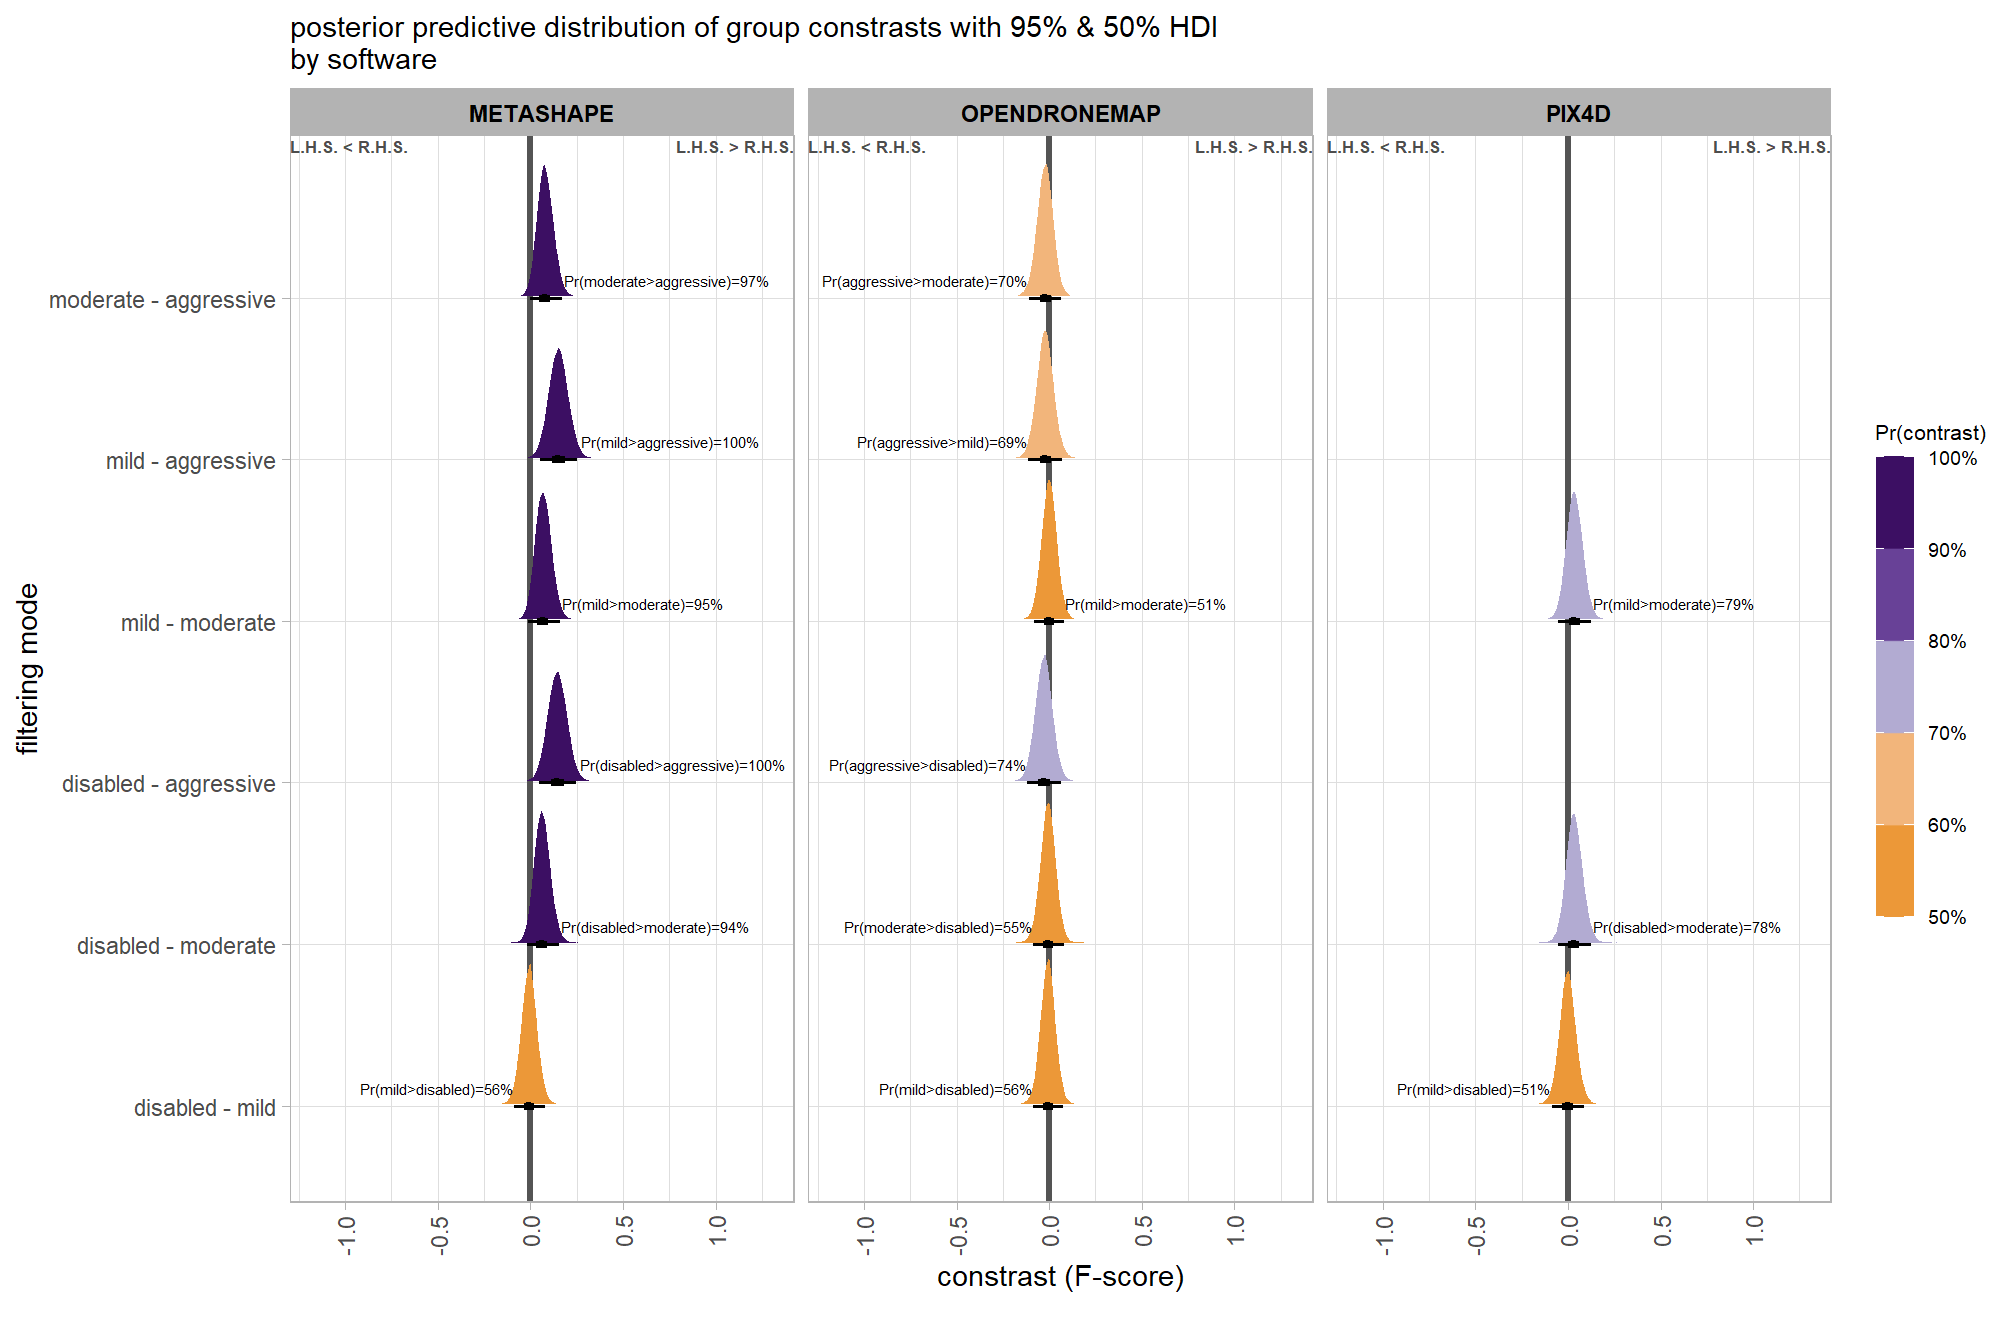 posterior predictive distribution of group constrasts with 95% & 50% HDI
by software
METASHAPE
OPENDRONEMAP
PIX4D
L.H.S. < R.H.S.
L.H.S. > R.H.S.
L.H.S. < R.H.S.
L.H.S. > R.H.S.
L.H.S. < R.H.S.
L.H.S. > R.H.S.
filtering mode
moderate - aggressive
Pr(moderate>aggressive)=97%
Pr(aggressive>moderate)=70%
mild - aggressive
Pr(mild>aggressive)=100%
Pr(aggressive>mild)=69%
mild - moderate
Pr(mild>moderate)=95%
Pr(mild>moderate)=51%
Pr(mild>moderate)=79%
disabled - aggressive
Pr(disabled>aggressive)=100%
Pr(aggressive>disabled)=74%
disabled - moderate
Pr(disabled>moderate)=94%
Pr(moderate>disabled)=55%
Pr(disabled>moderate)=78%
disabled - mild
Pr(mild>disabled)=56%
Pr(mild>disabled)=56%
Pr(mild>disabled)=51%
-1.0
-0.5
0.0
0.5
1.0
-1.0
-0.5
0.0
0.5
1.0
-1.0
-0.5
0.0
0.5
1.0
constrast (F-score)
Pr(contrast)
100%
90%
80%
70%
60%
50%